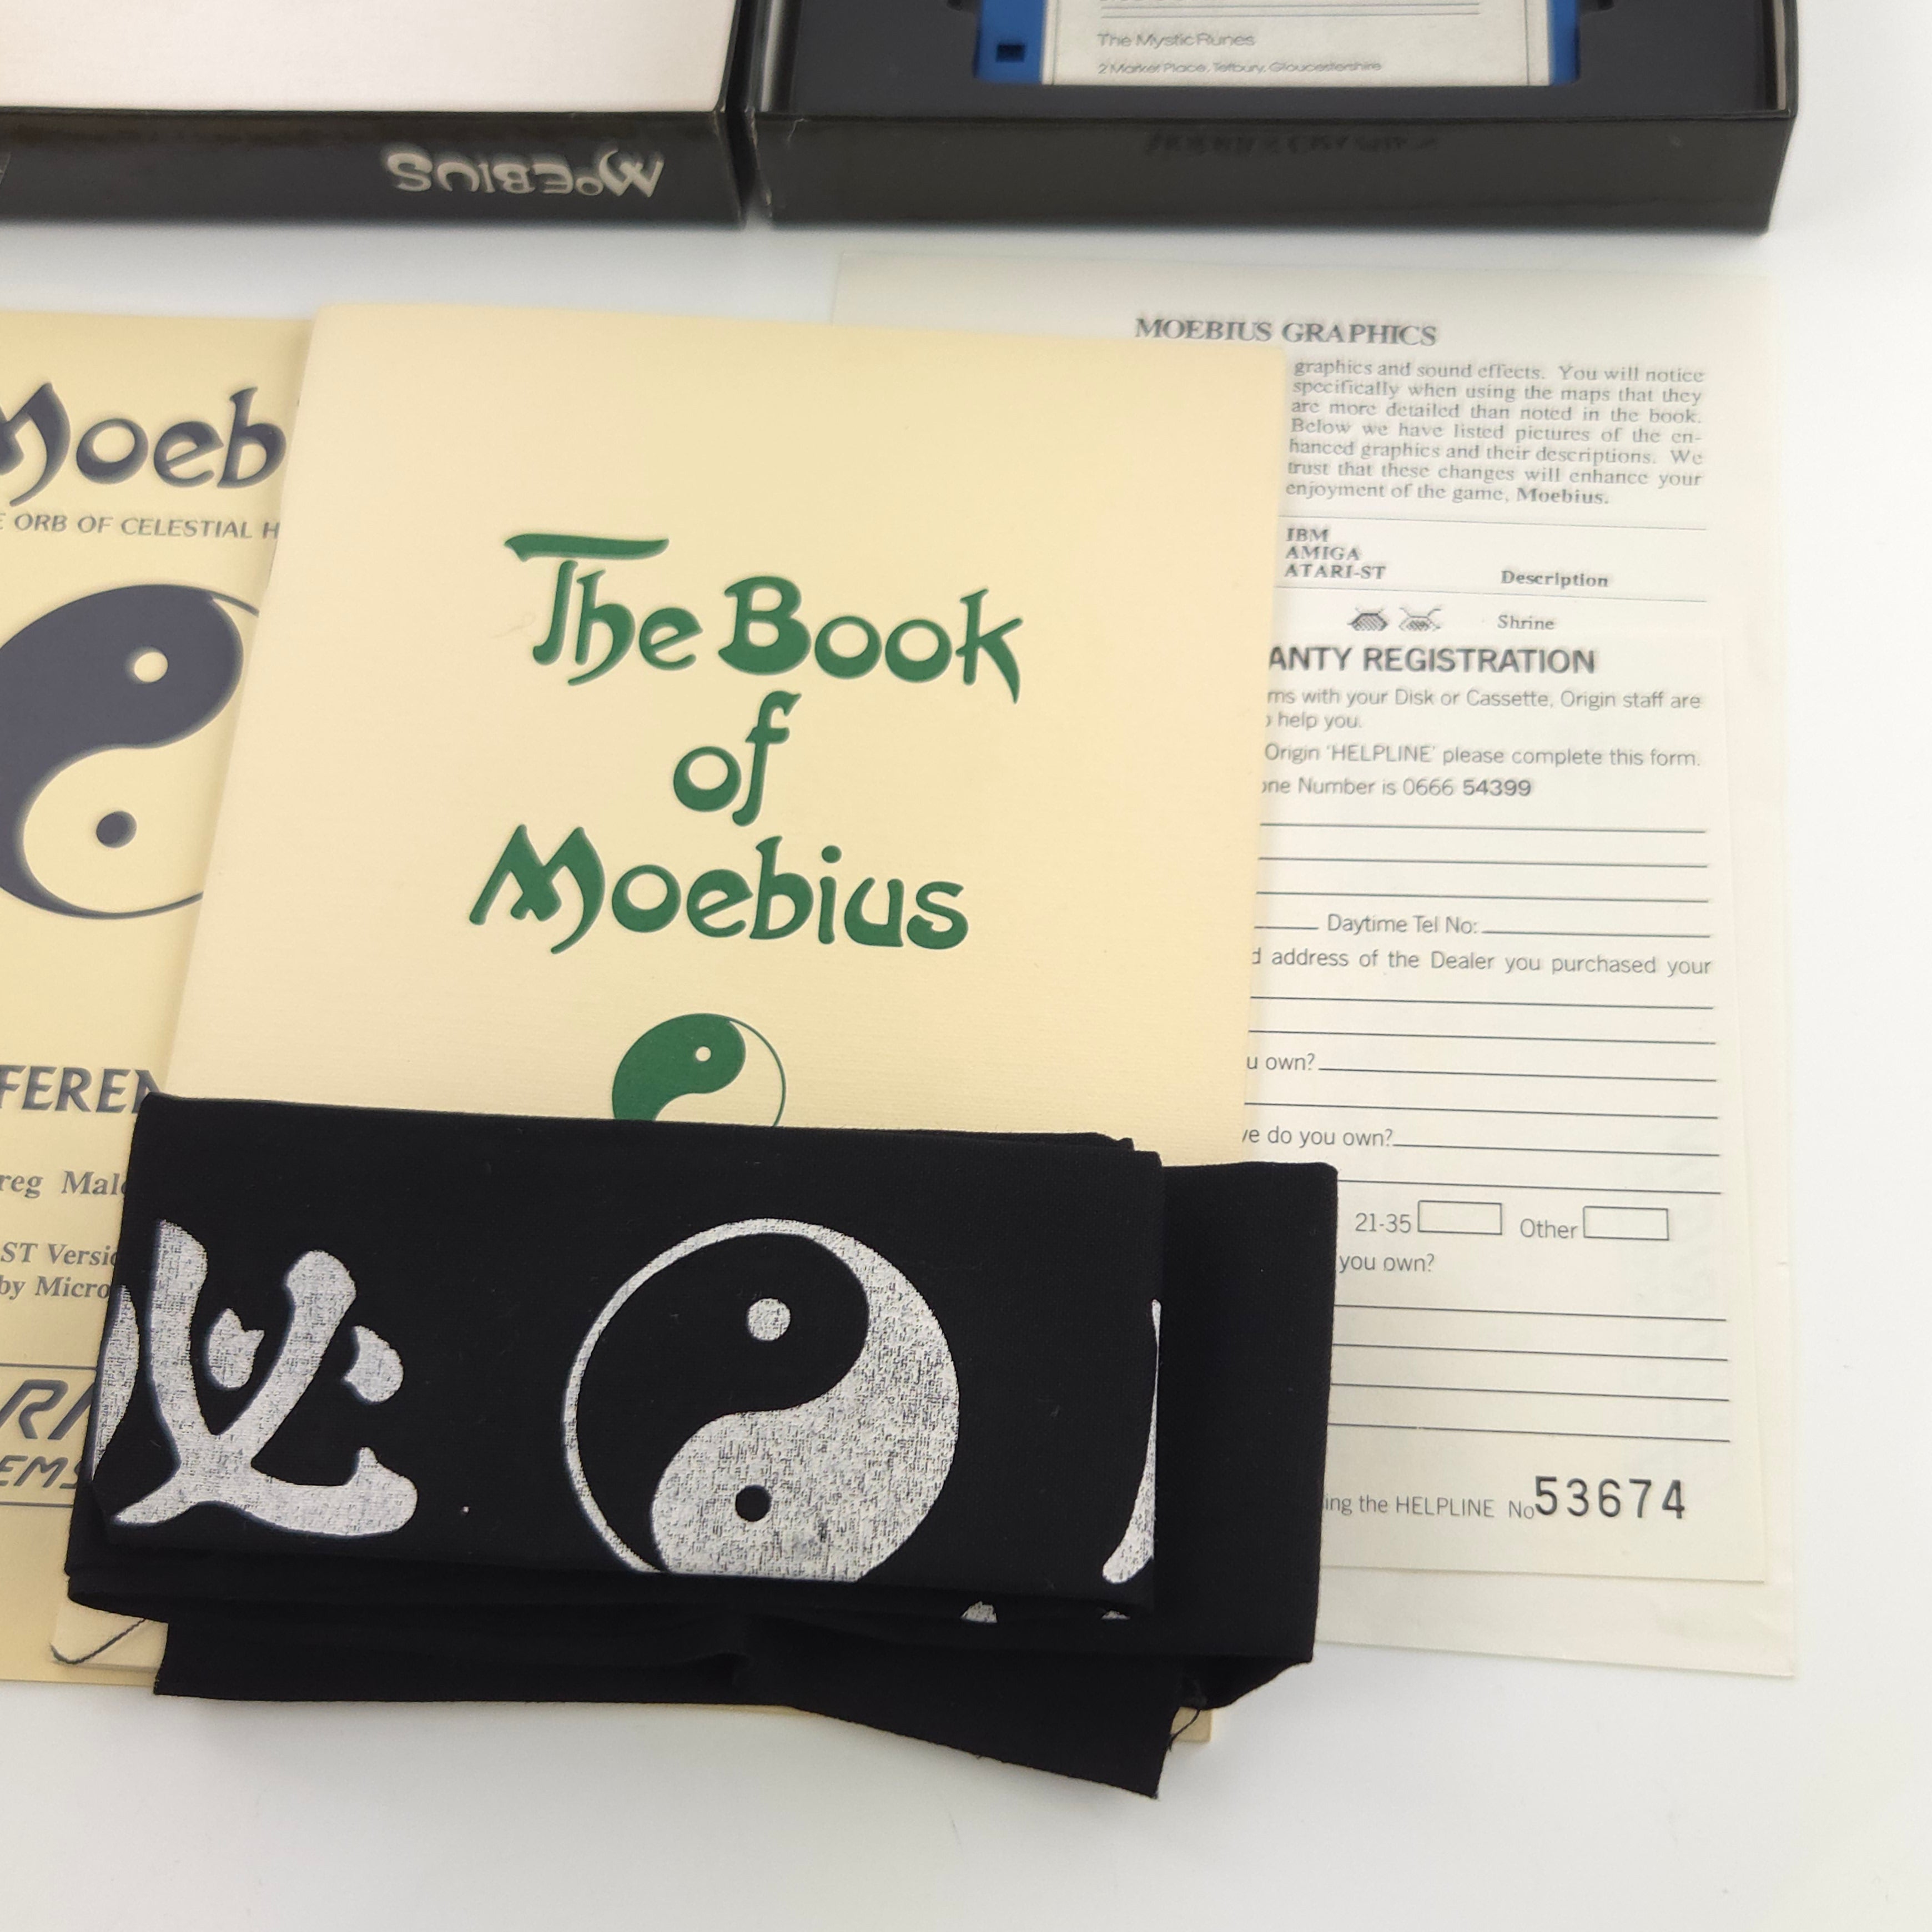 The Mystic Runes
2 Market Place, Tetbury, Gloucestershire
MOEBIUS
MOEBIUS GRAPHICS
graphics and sound effects. You will notice
specifically when using the maps that they
are more detailed than noted in the book.
Below we have listed pictures of the en-
hanced graphics and their descriptions. We
trust that these changes will enhance your
enjoyment of the game, Moebius.
IBM
AMIGA
ATARI-ST
Description
Shrine
ANTY REGISTRATION
ms with your Disk or Cassette, Origin staff are
help you.
Origin 'HELPLINE' please complete this form.
one Number is 0666 54399
Daytime Tel No:
d address of the Dealer you purchased your
u own?
ve do you own?
21-35 Other
you own?
ing the HELPLINE No 53674
Moeb
E ORB OF CELESTIAL H
FEREN
reg Mal
ST Versi
by Micro
RI
EMS
The Book
of
Moebius
必